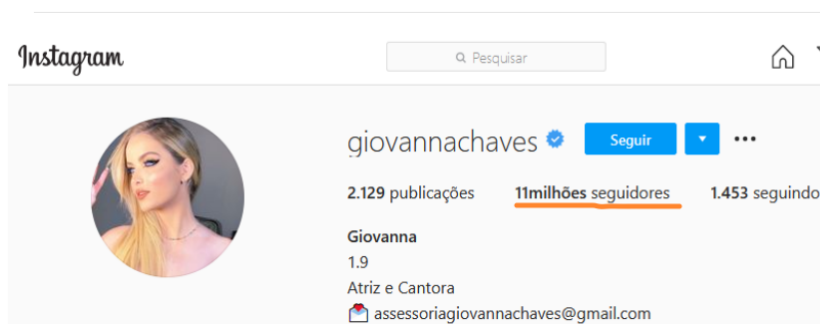 Instagram
Pesquisar
giovannachaves Seguir
2.129 publicações 11milhões seguidores 1.453 seguindo
Giovanna
1.9
Atriz e Cantora
assessoriagiovannachaves@gmail.com